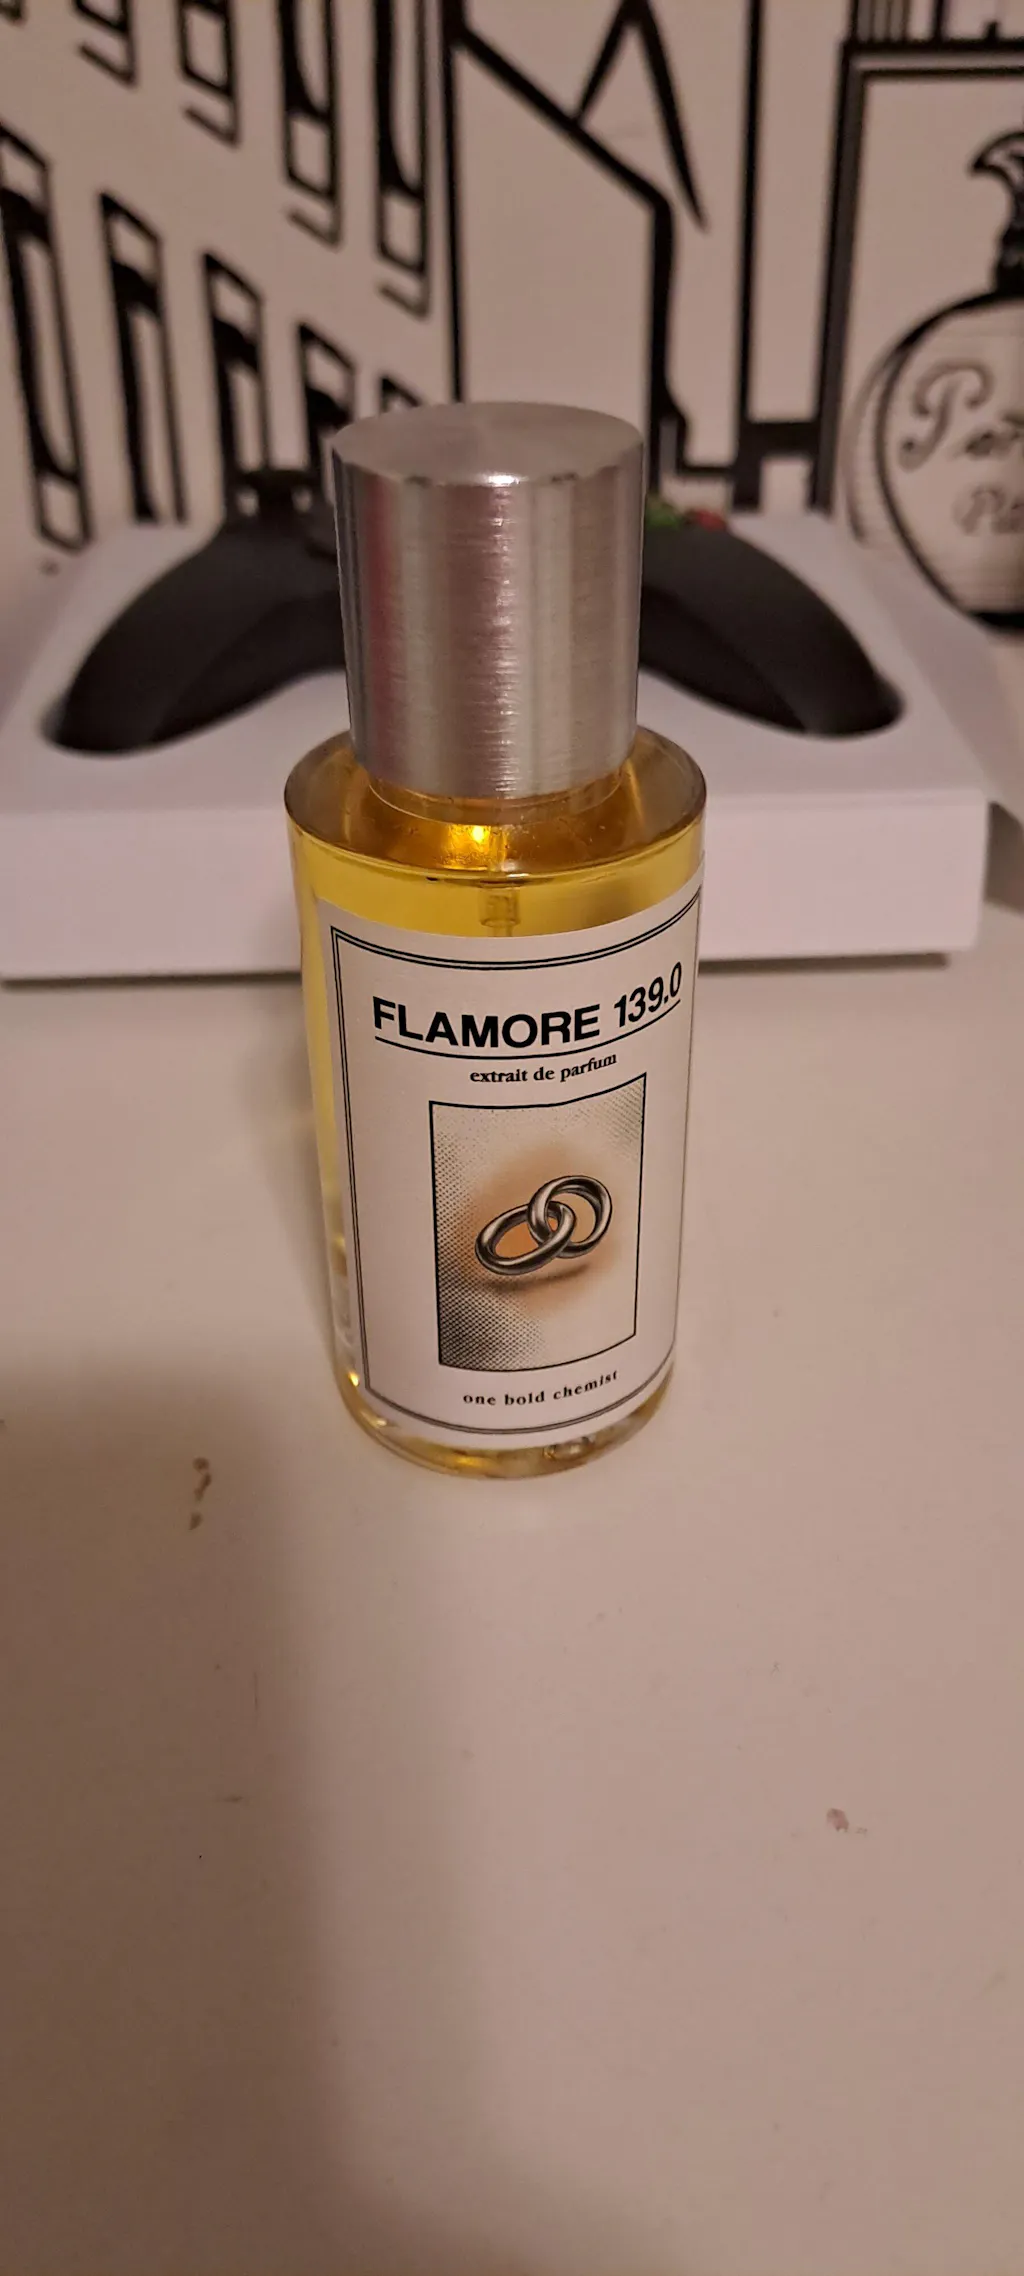 FLAMORE 139.0
extrait de parfum
one bold chemist